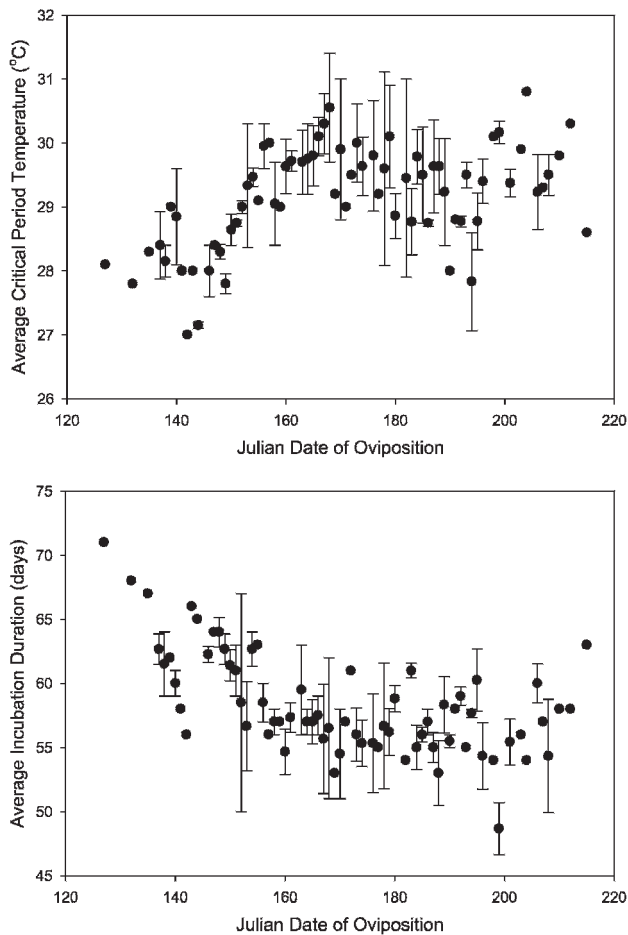 32
31
30
29
28
27
26
Average Critical Period Temperature (°C)
120 140 160 180 200 220
Julian Date of Oviposition
75
70
65
60
55
50
45
Average Incubation Duration (days)
120 140 160 180 200 220
Julian Date of Oviposition